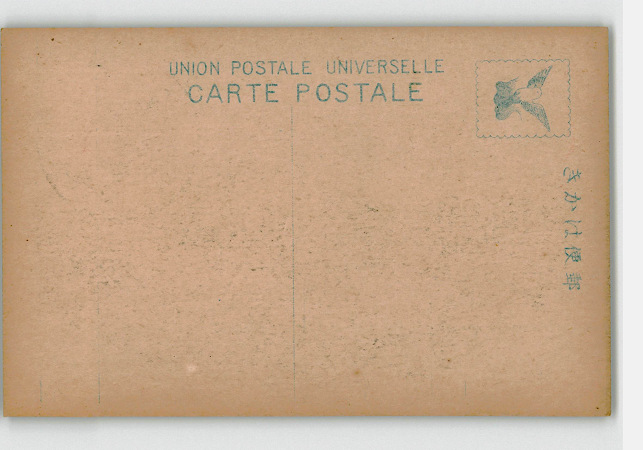 UNION POSTALE UNIVERSELLE
CARTE POSTALE
郵便はかき